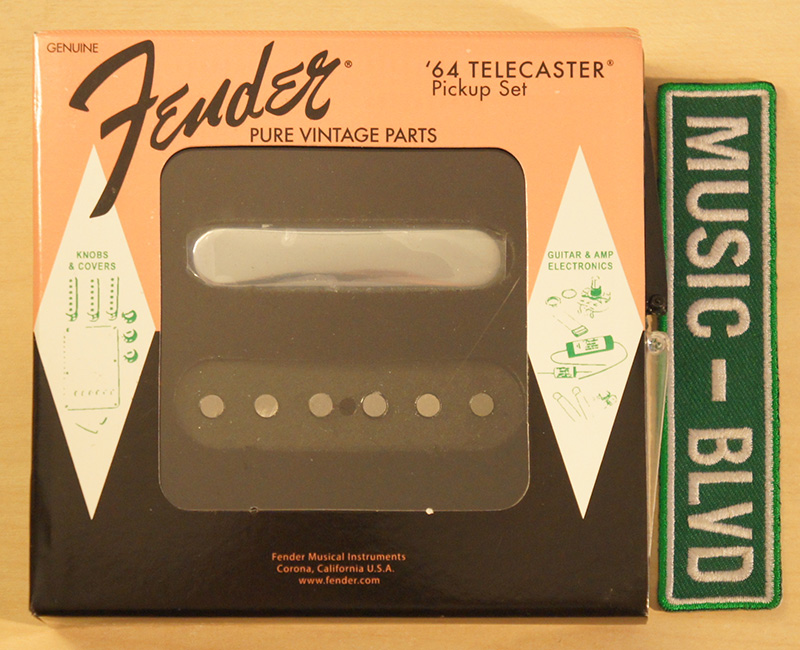 GENUINE
Fender®
PURE VINTAGE PARTS
'64 TELECASTER®
Pickup Set
KNOBS
& COVERS
GUITAR & AMP
ELECTRONICS
Fender Musical Instruments
Corona, California U.S.A.
www.fender.com
MUSIC - BLVD